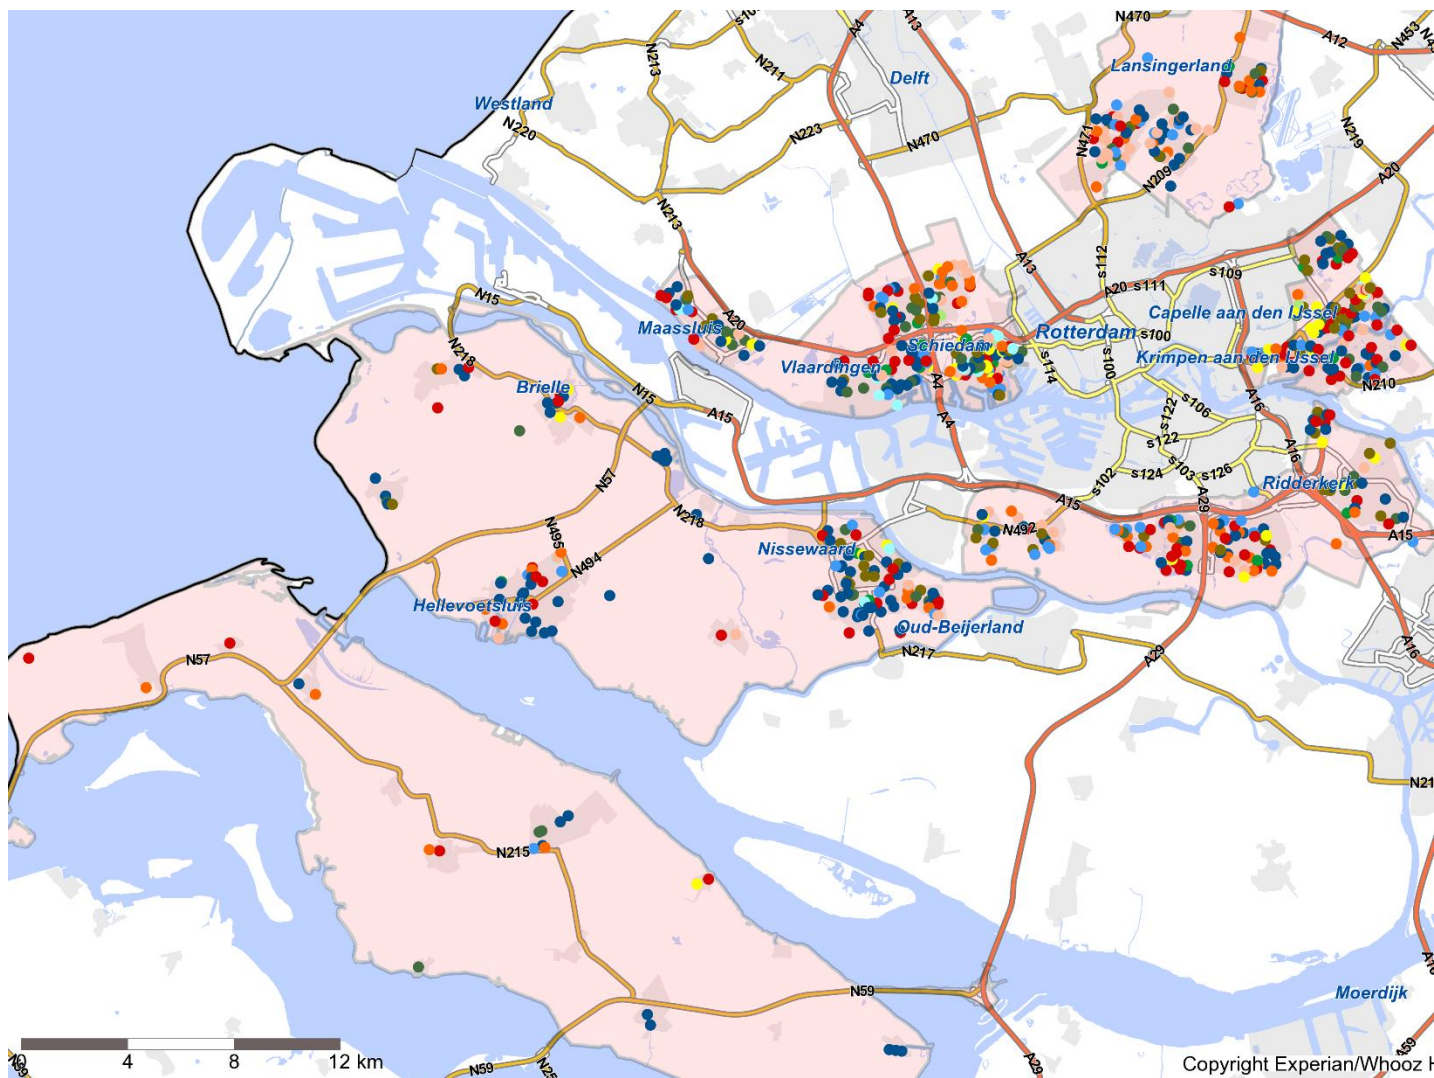 N470
A12
N453
A4
A13
N213
N211
Delft
Lansingerland
Westland
N220
N223
N470
N471
N219
N209
A20
N213
s112
A13
s109
N15
A20
s111
Maassluis
A20
Capelle aan den IJssel
Rotterdam
s100
Schiedam
Krimpen aan den IJssel
N218
Vlaardingen
s114
s100
Brielle
A4
N210
N15
A15
s106
A16
s122
A4
s122
A16
N57
s102
s124
s103
s126
Ridderkerk
A29
A15
N218
N492
N495
Nissewaard
A15
N494
Hellevoetsluis
Oud-Beijerland
N217
A16
A29
N57
N215
N59
Moerdijk
0 4 8 12 km
N59
A29
A59
Copyright Experian/Whooz